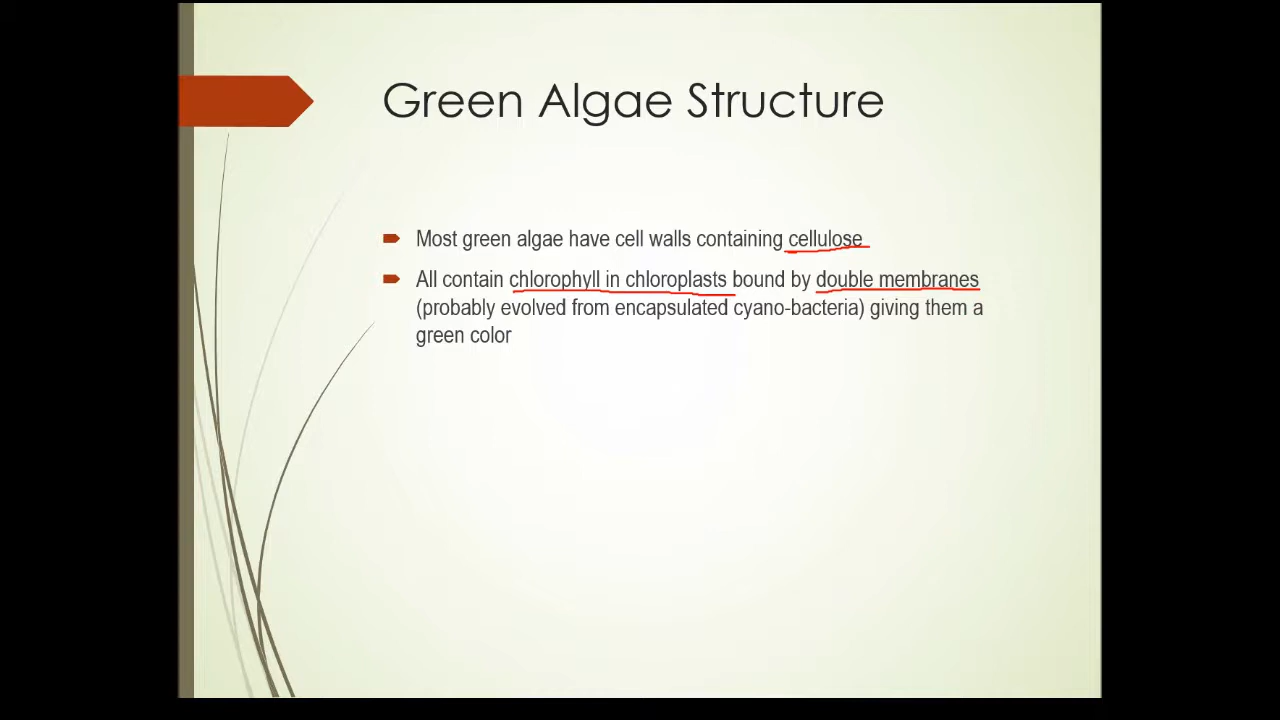 Green Algae Structure
Most green algae have cell walls containing cellulose
All contain chlorophyll in chloroplasts bound by double membranes
(probably evolved from encapsulated cyano-bacteria) giving them a
green color